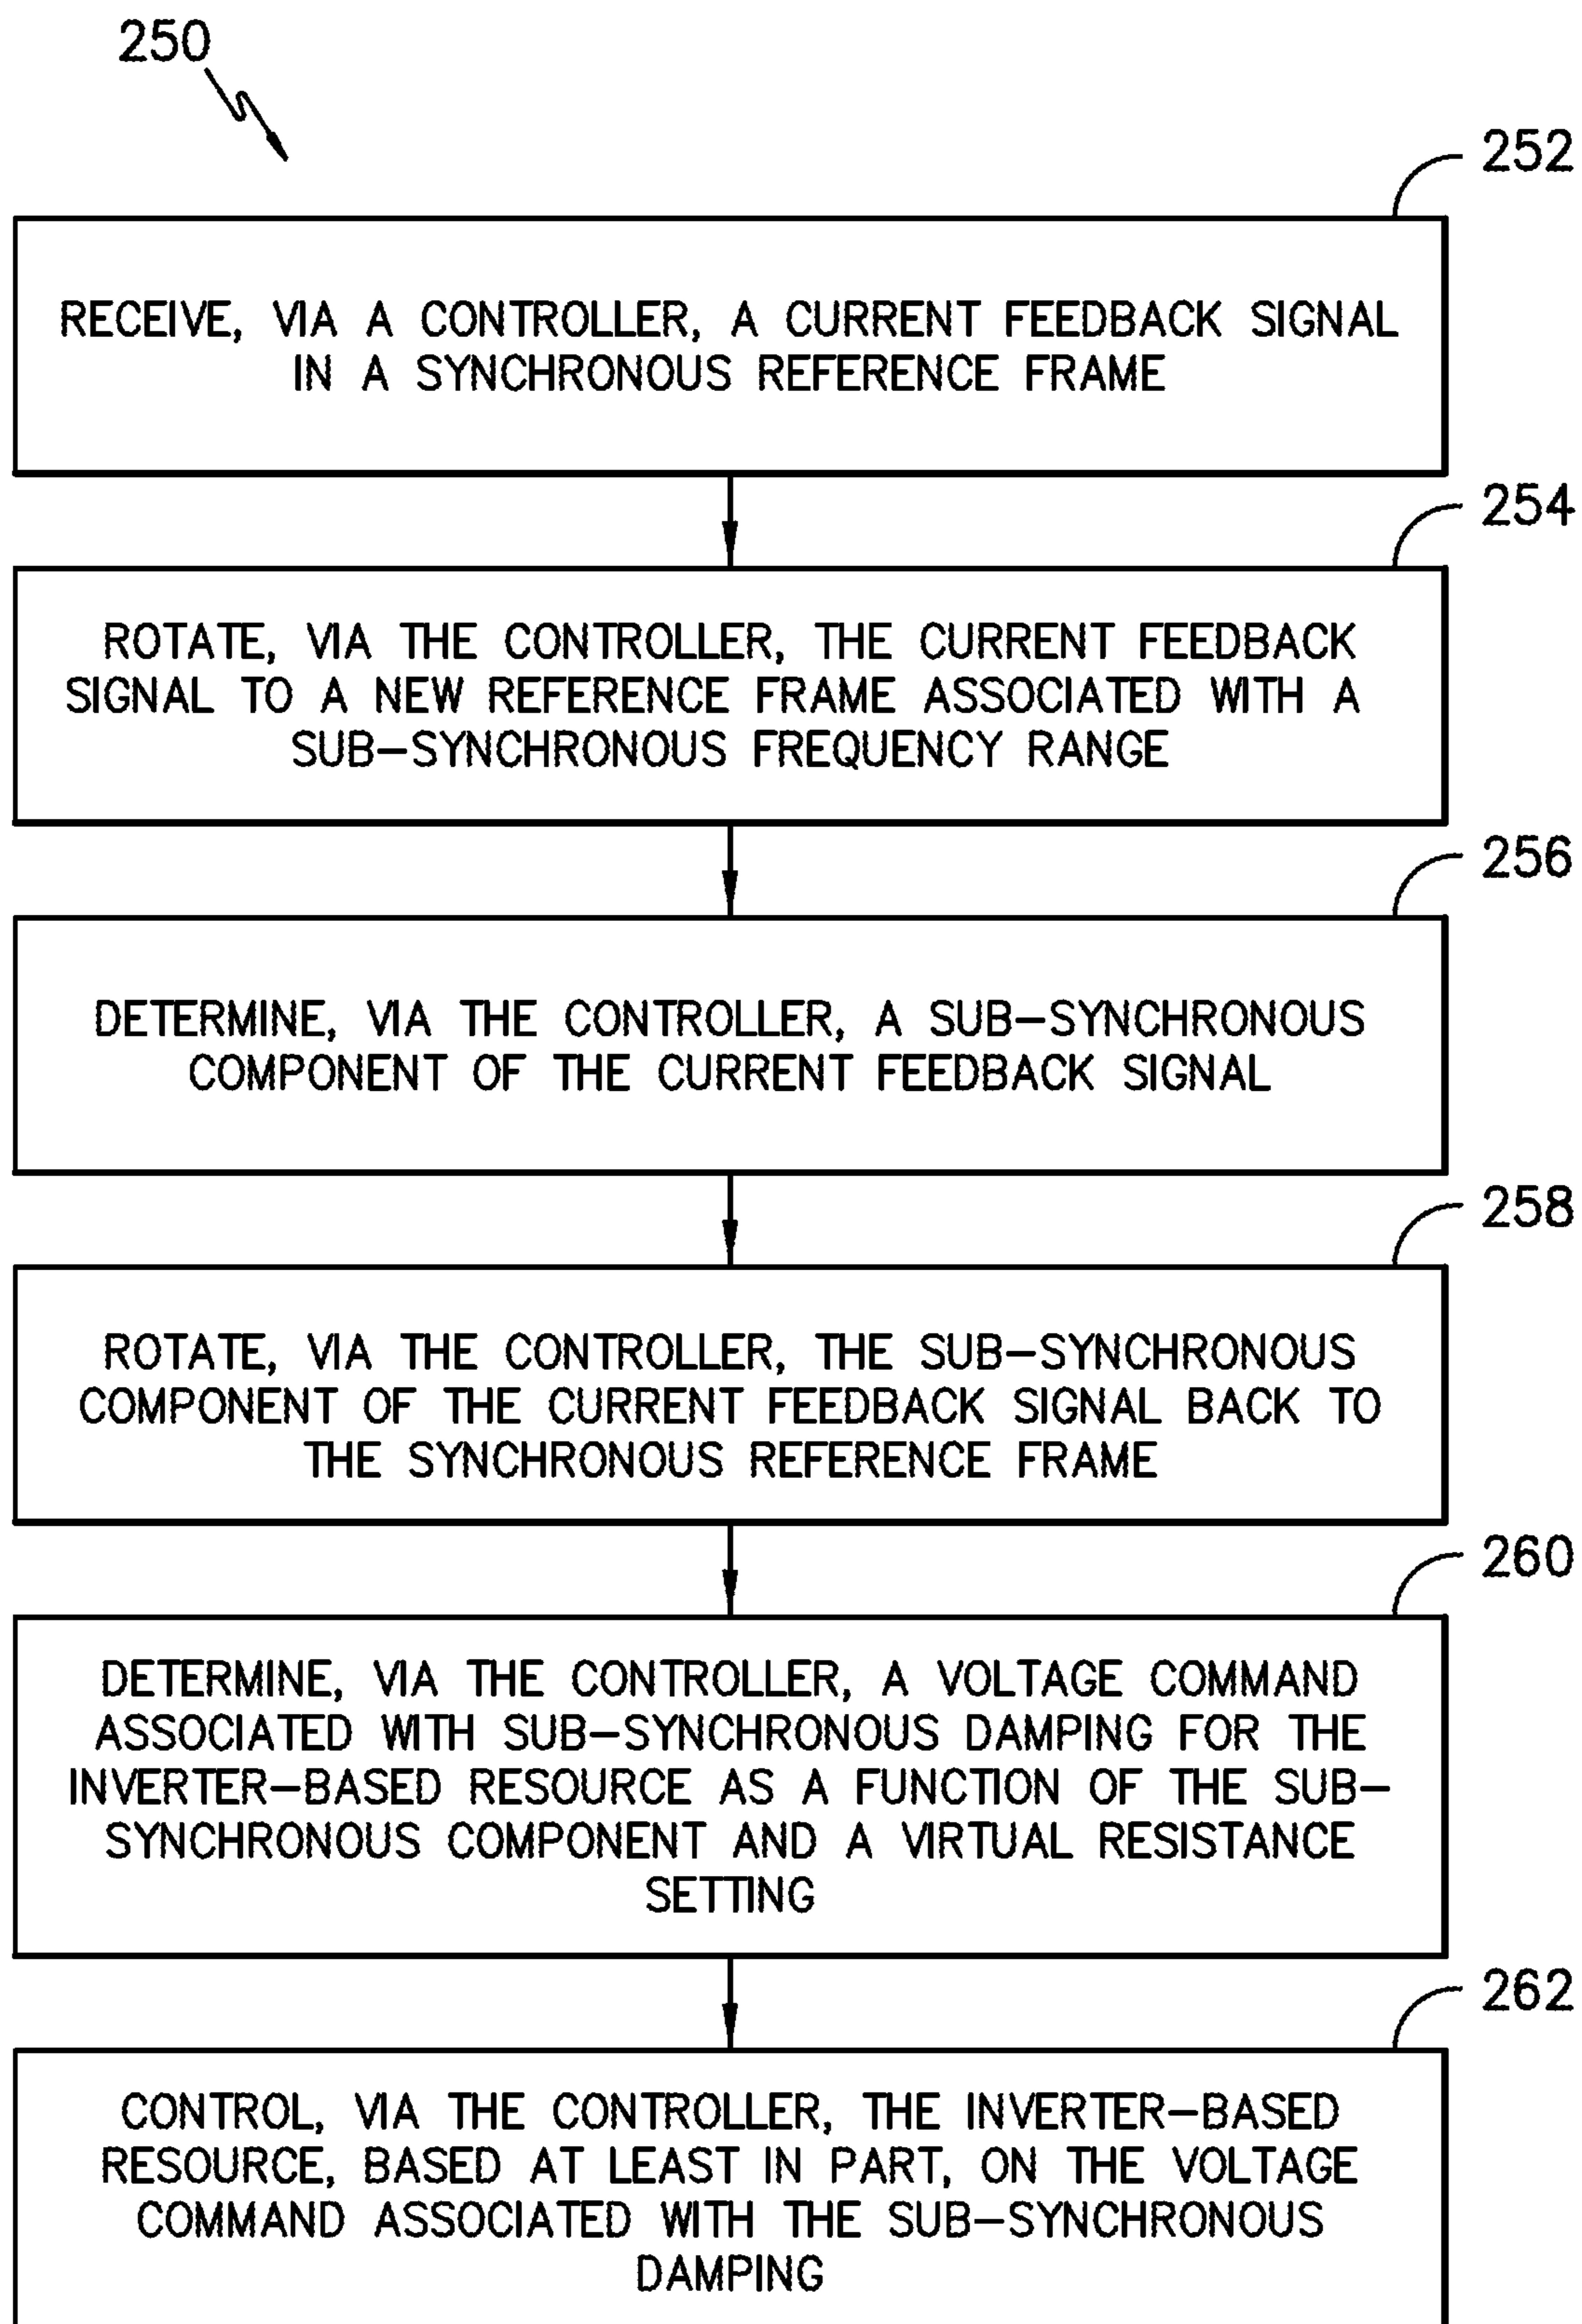 250
252
RECEIVE, VIA A CONTROLLER, A CURRENT FEEDBACK SIGNAL
IN A SYNCHRONOUS REFERENCE FRAME
254
ROTATE, VIA THE CONTROLLER, THE CURRENT FEEDBACK
SIGNAL TO A NEW REFERENCE FRAME ASSOCIATED WITH A
SUB-SYNCHRONOUS FREQUENCY RANGE
256
DETERMINE, VIA THE CONTROLLER, A SUB-SYNCHRONOUS
COMPONENT OF THE CURRENT FEEDBACK SIGNAL
258
ROTATE, VIA THE CONTROLLER, THE SUB-SYNCHRONOUS
COMPONENT OF THE CURRENT FEEDBACK SIGNAL BACK TO
THE SYNCHRONOUS REFERENCE FRAME
260
DETERMINE, VIA THE CONTROLLER, A VOLTAGE COMMAND
ASSOCIATED WITH SUB-SYNCHRONOUS DAMPING FOR THE
INVERTER-BASED RESOURCE AS A FUNCTION OF THE SUB-
SYNCHRONOUS COMPONENT AND A VIRTUAL RESISTANCE
SETTING
262
CONTROL, VIA THE CONTROLLER, THE INVERTER-BASED
RESOURCE, BASED AT LEAST IN PART, ON THE VOLTAGE
COMMAND ASSOCIATED WITH THE SUB-SYNCHRONOUS
DAMPING